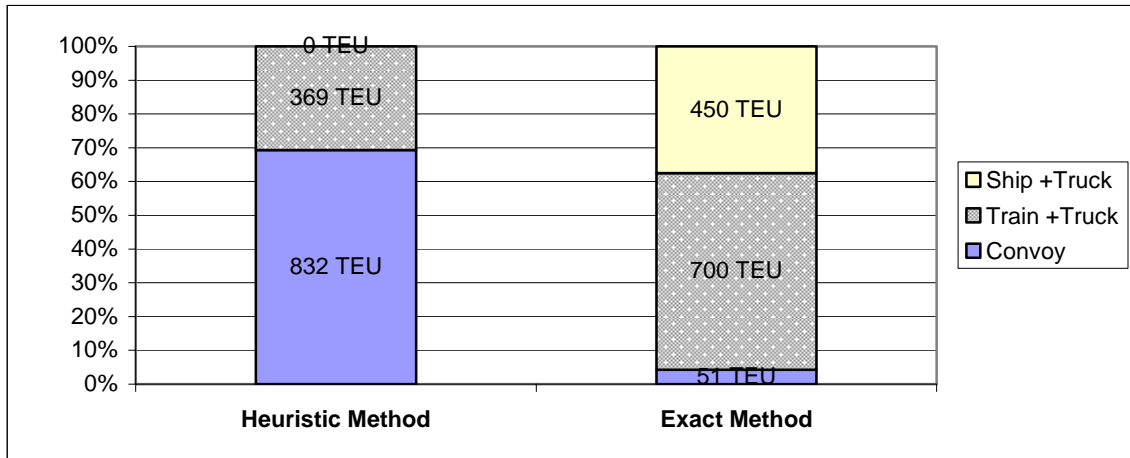 100%
90%
80%
70%
60%
50%
40%
30%
20%
10%
0%
0 TEU
369 TEU
832 TEU
450 TEU
700 TEU
51 TEU
Heuristic Method
Exact Method
Ship +Truck
Train +Truck
Convoy